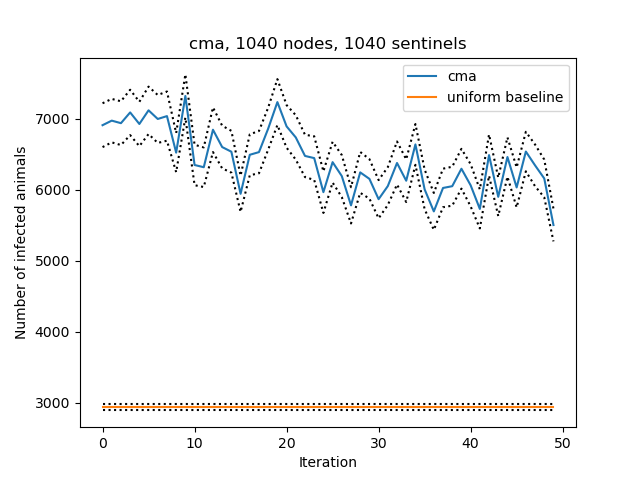 cma, 1040 nodes, 1040 sentinels
cma
uniform baseline
Number of infected animals
7000
6000
5000
4000
3000
0 10 20 30 40 50
Iteration